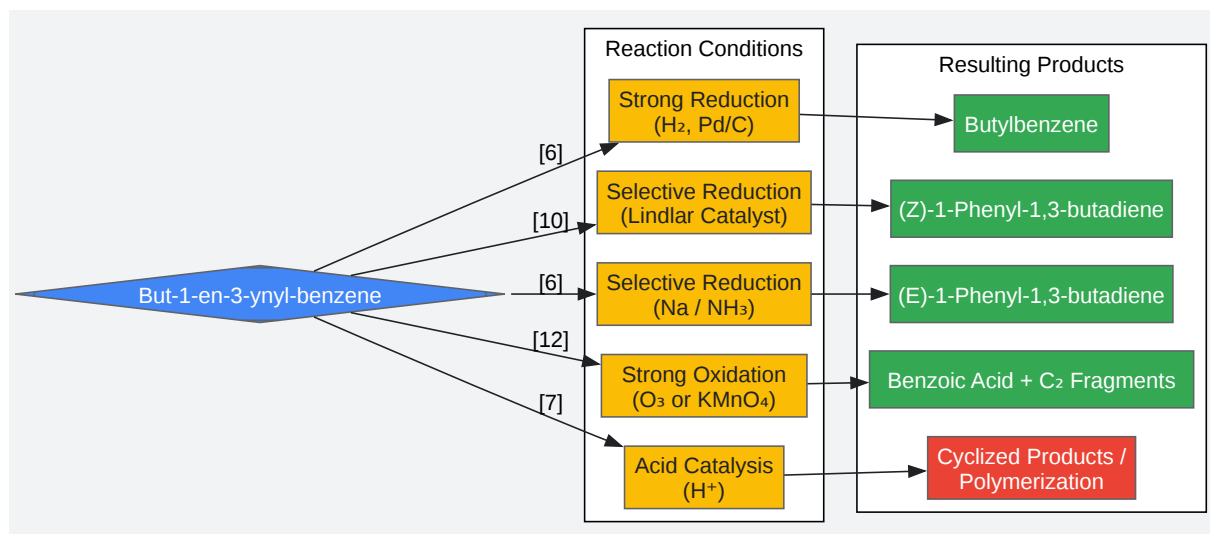 Reaction Conditions
Resulting Products
Strong Reduction
(H₂, Pd/C)
Butylbenzene
[6]
Selective Reduction
(Lindlar Catalyst)
(Z)-1-Phenyl-1,3-butadiene
[10]
But-1-en-3-ynyl-benzene
[6]
Selective Reduction
(Na / NH₃)
(E)-1-Phenyl-1,3-butadiene
[12]
Strong Oxidation
(O₃ or KMnO₄)
Benzoic Acid + C₂ Fragments
[7]
Acid Catalysis
(H⁺)
Cyclized Products /
Polymerization